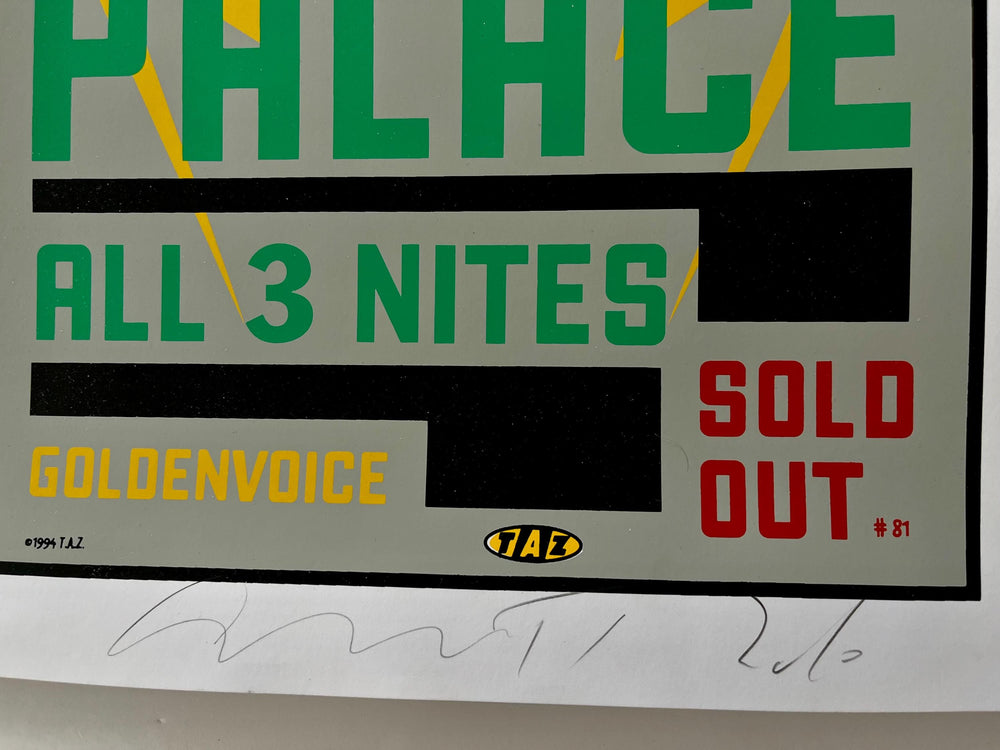 PALACE
ALL 3 NITES
SOLD
OUT
# 81
GOLDENVOICE
©1994 T.A.Z.
TAZ